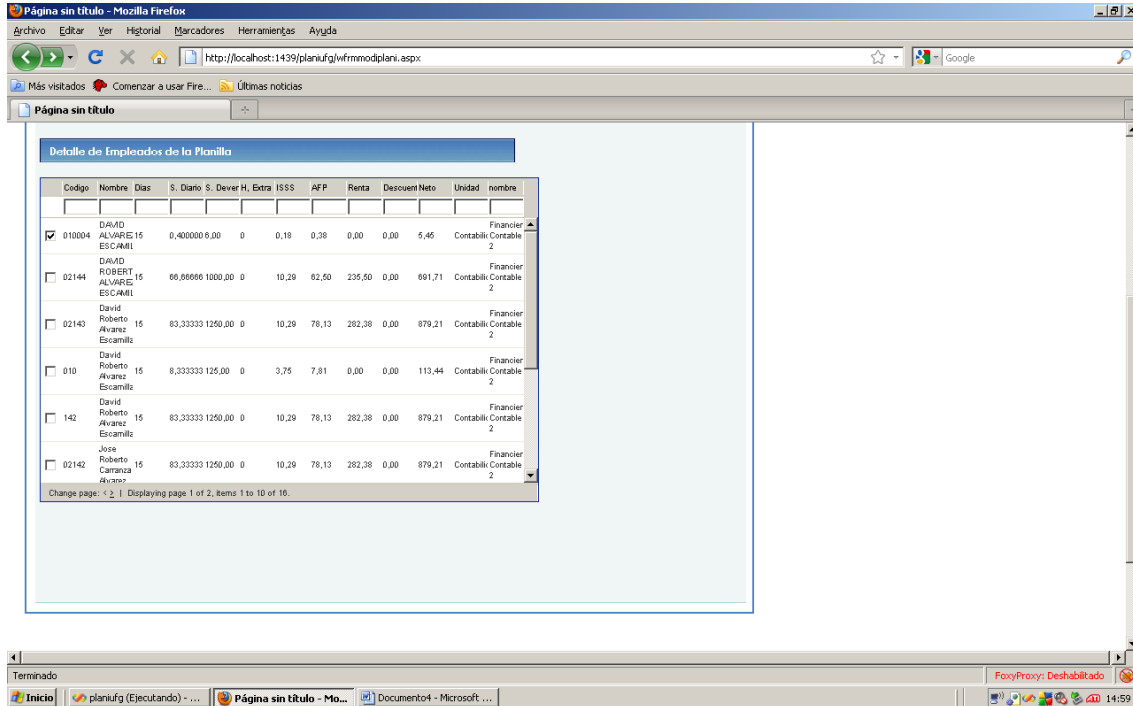 Página sin título - Mozilla Firefox
Archivo Editar Ver Historial Marcadores Herramientas Ayuda
http://localhost:1439/planiufg/wfrmmodiplani.aspx
Google
Más visitados Comenzar a usar Fire... Últimas noticias
Página sin título
Detalle de Empleados de la Planilla
Codigo Nombre Dias S. Diario S. Dever H, Extra ISSS AFP Renta Descuent Neto Unidad nombre
DAVID
ALVARE
ESCAMIL
010004 15 0,400000 6,00 0 0,18 0,38 0,00 0,00 5,45 Contabili
Financier
Contable
2
DAVID
ROBERT
ALVARE
ESCAMIL
02144 15 66,66666 1000,00 0 10,29 62,50 235,50 0,00 691,71 Contabili
Financier
Contable
2
David
Roberto
Alvarez
Escamilla
02143 15 83,33333 1250,00 0 10,29 78,13 282,38 0,00 879,21 Contabili
Financier
Contable
2
David
Roberto
Alvarez
Escamilla
010 15 8,333333 125,00 0 3,75 7,81 0,00 0,00 113,44 Contabili
Financier
Contable
2
David
Roberto
Alvarez
Escamilla
142 15 83,33333 1250,00 0 10,29 78,13 282,38 0,00 879,21 Contabili
Financier
Contable
2
Jose
Roberto
Carranza
Alvarez
02142 15 83,33333 1250,00 0 10,29 78,13 282,38 0,00 879,21 Contabili
Financier
Contable
2
Change page: < > | Displaying page 1 of 2, items 1 to 10 of 16.
Terminado
FoxyProxy: Deshabilitado
Inicio planiufg (Ejecutando) - ... Página sin título - Mo... Documento4 - Microsoft ... 14:59